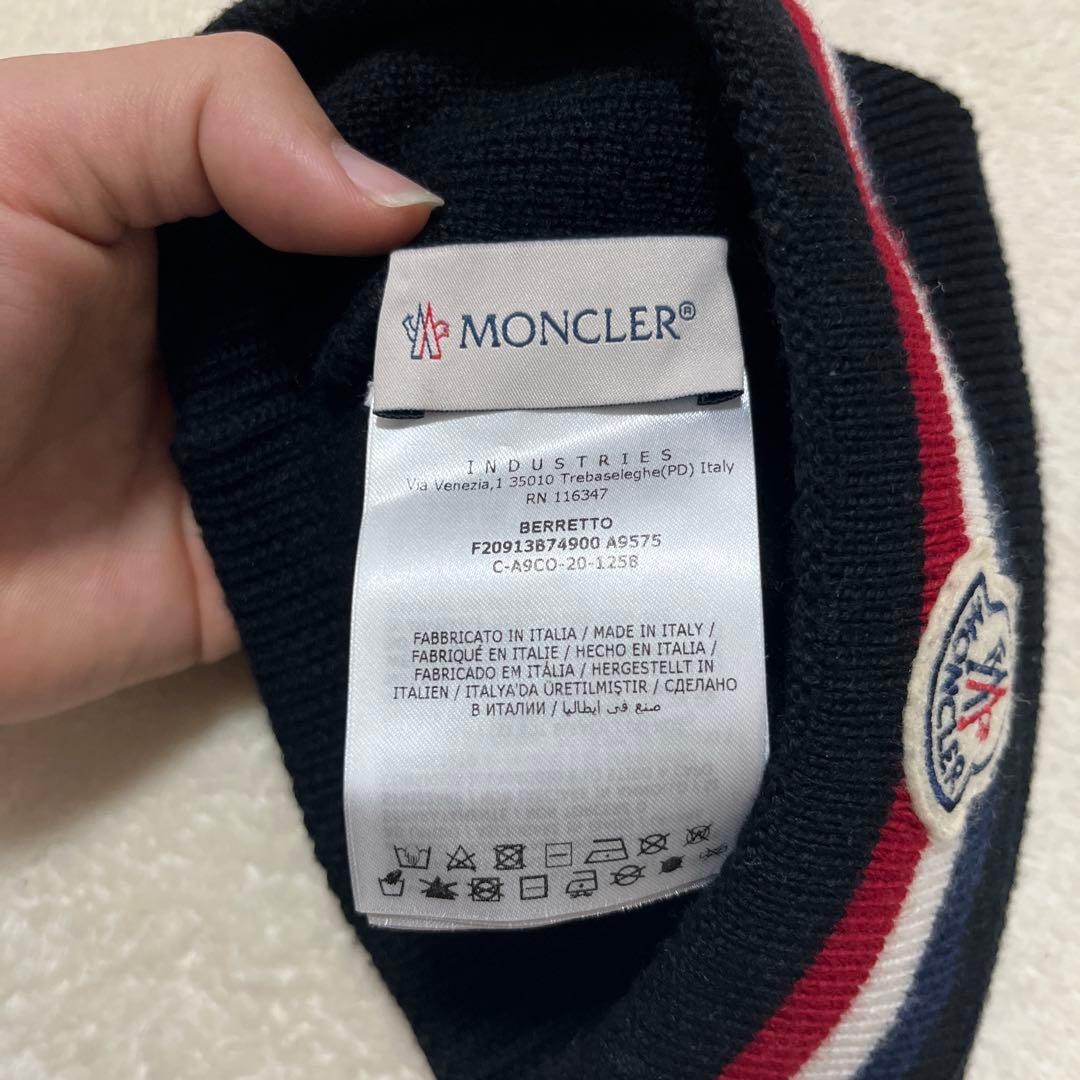 MONCLER®
INDUSTRIES
Via Venezia,1 35010 Trebaseleghe(PD) Italy
RN 116347
BERRETTO
F20913B74900 A9575
C-A9CO-20-1258
FABBRICATO IN ITALIA / MADE IN ITALY /
FABRIQUÉ EN ITALIE / HECHO EN ITALIA /
FABRICADO EM ITÁLIA / HERGESTELLT IN
ITALIEN / ITALYA'DA ÜRETILMIŞTIR / СДЕЛАНО
В ИТАЛИИ / صنع في ايطاليا
MONCLER